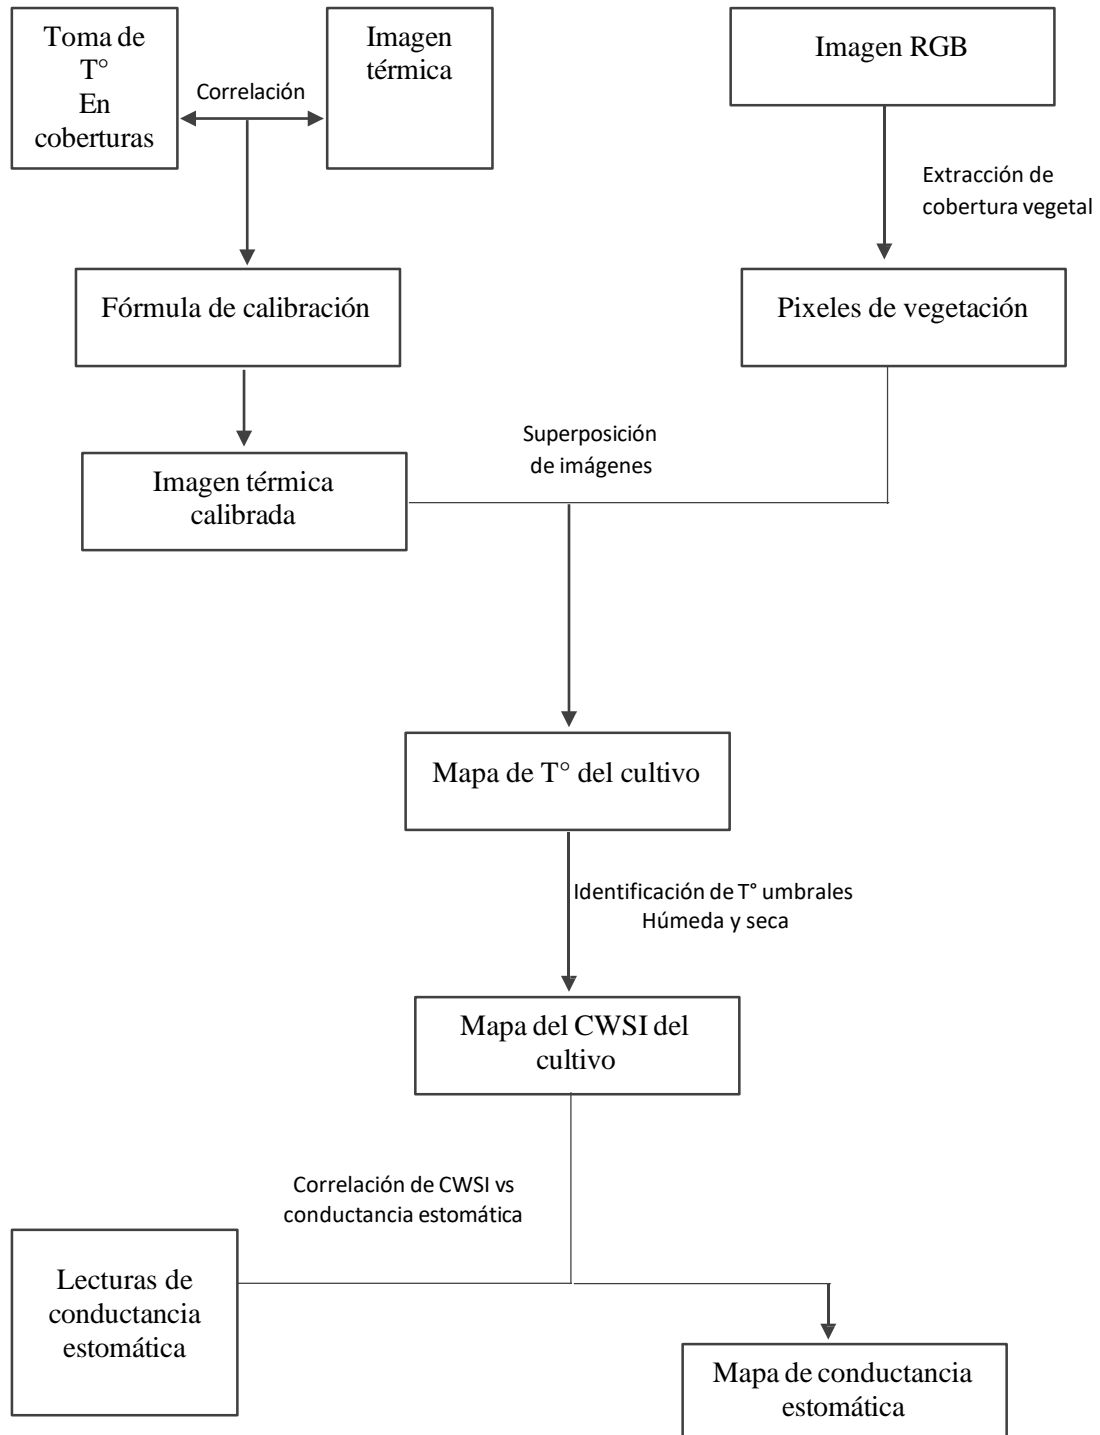 Toma de
T°
En
coberturas
Correlación
Imagen
térmica
Imagen RGB
Extracción de
cobertura vegetal
Fórmula de calibración
Pixeles de vegetación
Superposición
de imágenes
Imagen térmica
calibrada
Mapa de T° del cultivo
Identificación de T° umbrales
Húmeda y seca
Mapa del CWSI del
cultivo
Correlación de CWSI vs
conductancia estomática
Lecturas de
conductancia
estomática
Mapa de conductancia
estomática